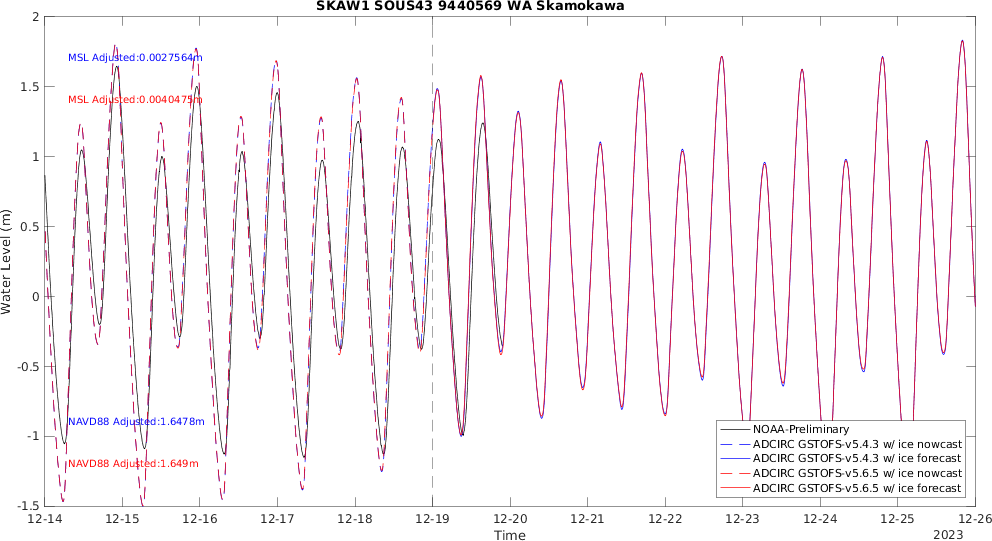 SKAW1 SOUS43 9440569 WA Skamokawa
2
1.5
1
0.5
0
-0.5
-1
-1.5
Water Level (m)
MSL Adjusted:0.0027564m
MSL Adjusted:0.0040475m
NAVD88 Adjusted:1.6478m
NAVD88 Adjusted:1.649m
NOAA-Preliminary
ADCIRC GSTOFS-v5.4.3 w/ ice nowcast
ADCIRC GSTOFS-v5.4.3 w/ ice forecast
ADCIRC GSTOFS-v5.6.5 w/ ice nowcast
ADCIRC GSTOFS-v5.6.5 w/ ice forecast
12-14 12-15 12-16 12-17 12-18 12-19 12-20 12-21 12-22 12-23 12-24 12-25 12-26
Time
2023